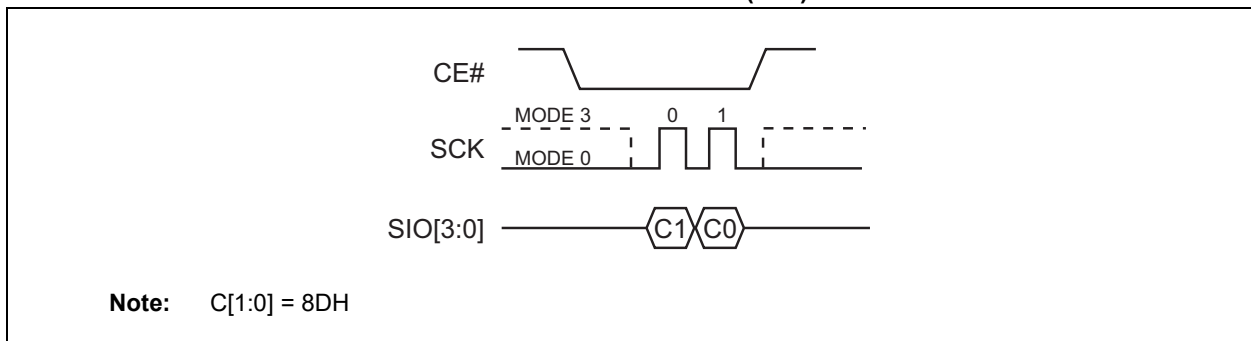 CE#
MODE 3 0 1
SCK
MODE 0
SIO[3:0] C1 C0
Note: C[1:0] = 8DH